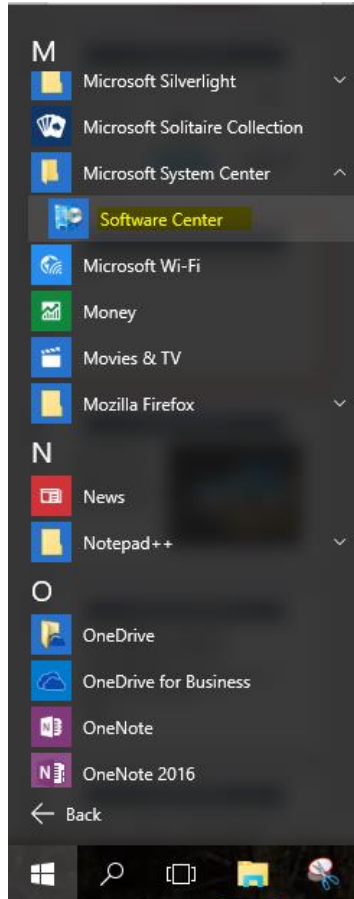 M
Microsoft Silverlight
Microsoft Solitaire Collection
Microsoft System Center
Software Center
Microsoft Wi-Fi
Money
Movies & TV
Mozilla Firefox
N
News
Notepad++
O
OneDrive
OneDrive for Business
OneNote
OneNote 2016
Back